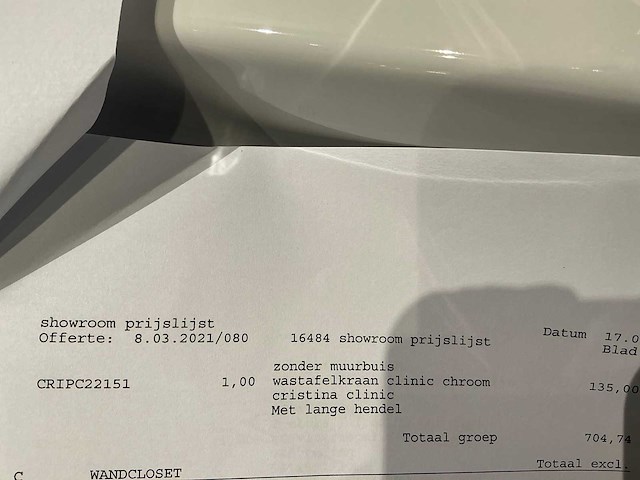 showroom prijslijst
Offerte: 8.03.2021/080 16484 showroom prijslijst Datum 17.0
Blad
zonder muurbuis
CRIPC22151 1,00 wastafelkraan clinic chroom 135,00
cristina clinic
Met lange hendel
Totaal groep 704,74
Totaal excl.
C WANDCLOSET